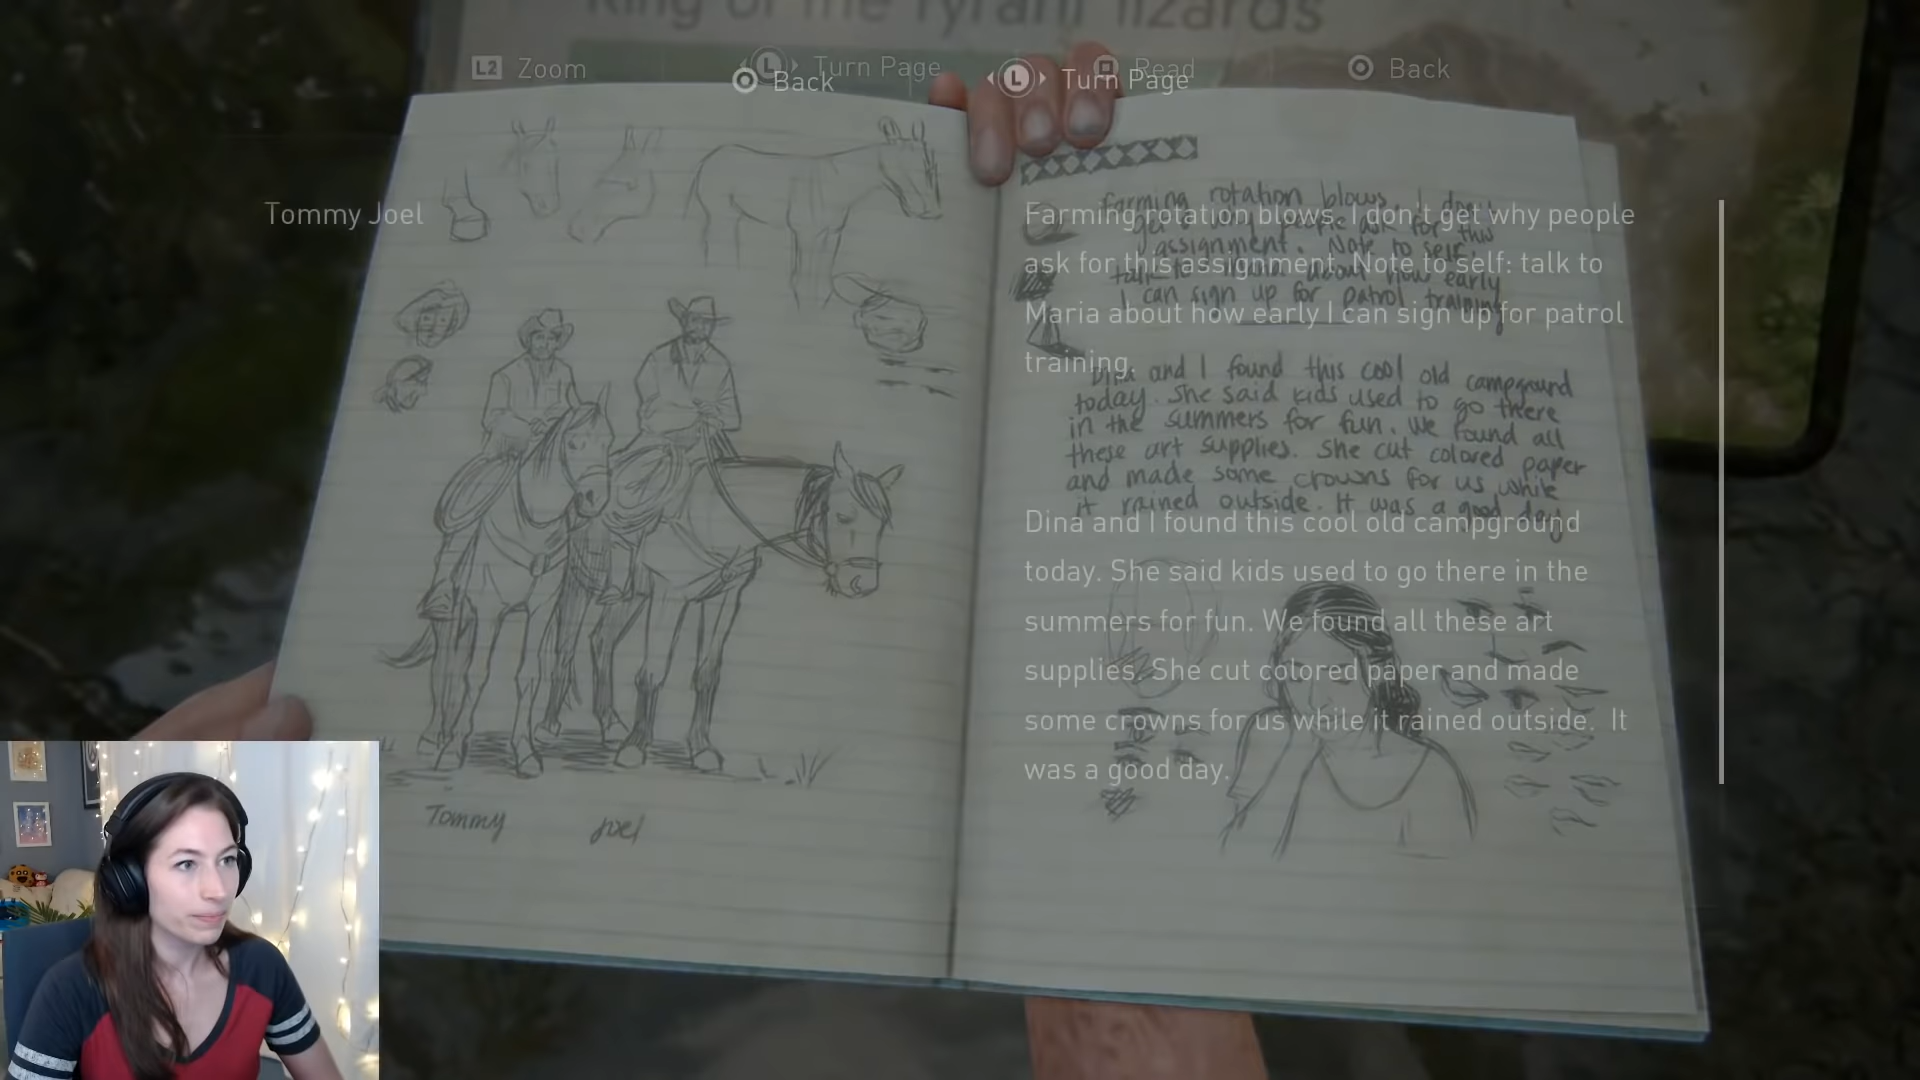 King of the tyrant lizards
L2 Zoom
L Turn Page
Read
Back
Back
L Turn Page
Tommy Joel
Farming rotation blows. I don't get why people
ask for this assignment. Note to self: talk to
Maria about how early I can sign up for patrol
training.
Dina and I found this cool old campground
today. She said kids used to go there in the
summers for fun. We found all these art
supplies. She cut colored paper and made
some crowns for us while it rained outside. It
was a good day.
Tommy
Joel
Farming rotation blows. I don't
get why people ask for this
assignment. Note to self:
talk to Maria about how early
I can sign up for patrol training
Dina and I found this cool old campground
today. She said kids used to go there
in the summers for fun. We found all
these art supplies. She cut colored paper
and made some crowns for us while
it rained outside. It was a good day